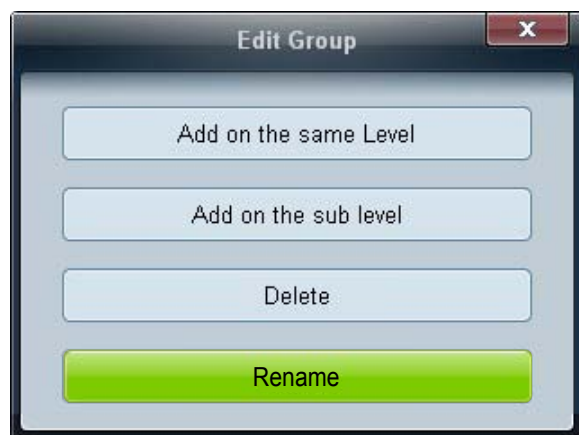 Edit Group
x
Add on the same Level
Add on the sub level
Delete
Rename